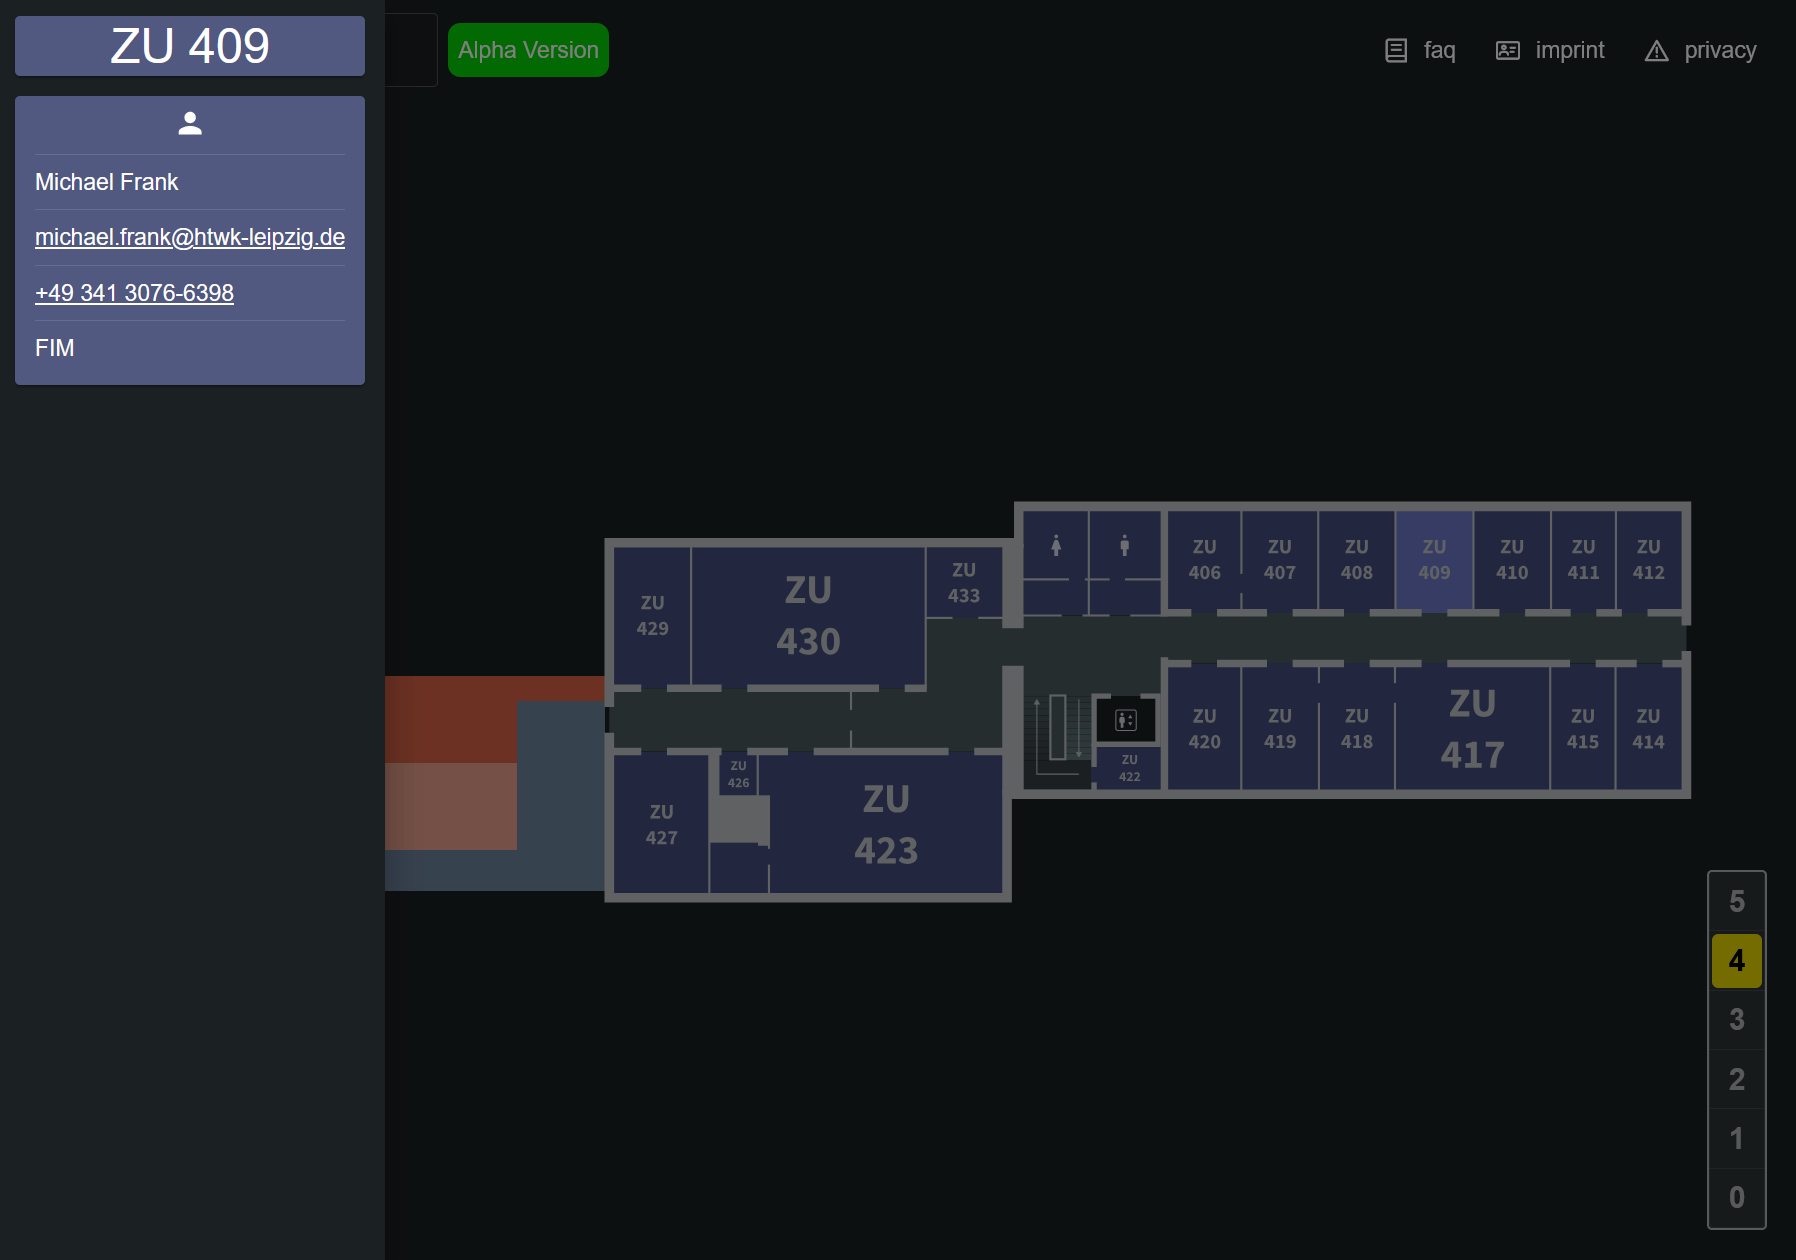 ZU 409
Alpha Version
faq
imprint
privacy
Michael Frank
michael.frank@htwk-leipzig.de
+49 341 3076-6398
FIM
ZU
429
ZU
430
ZU
433
ZU
406
ZU
407
ZU
408
ZU
409
ZU
410
ZU
411
ZU
412
ZU
427
ZU
426
ZU
423
ZU
422
ZU
420
ZU
419
ZU
418
ZU
417
ZU
415
ZU
414
5
4
3
2
1
0